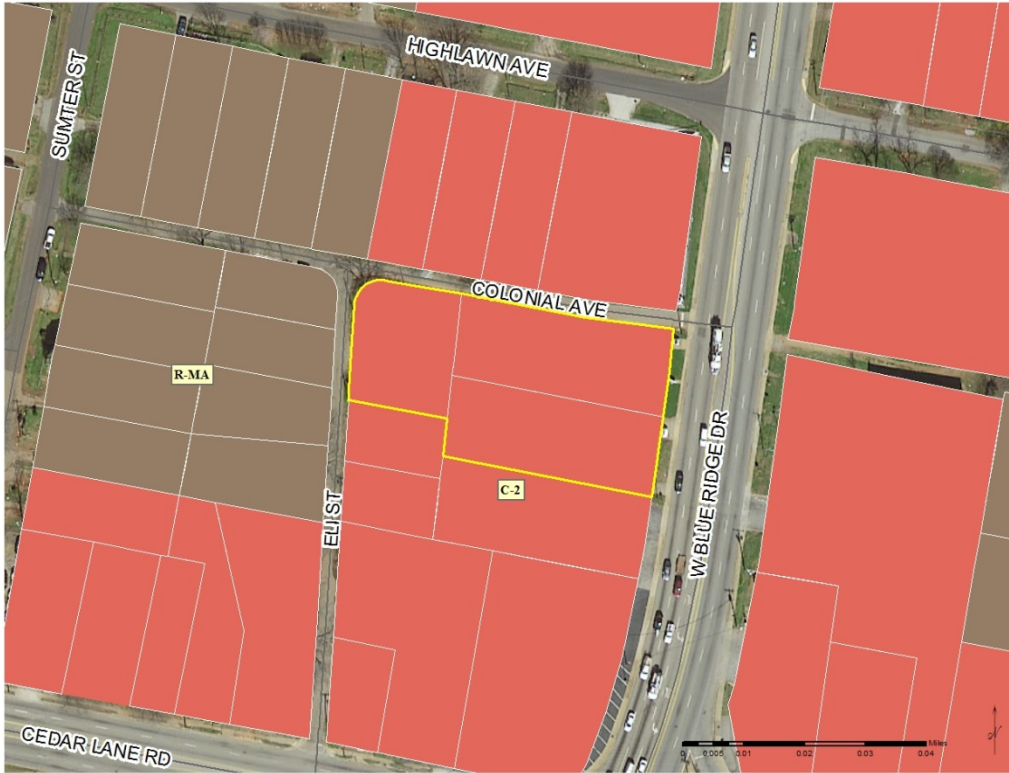 HIGHLAWN AVE
SUMTER ST
COLONIAL AVE
R-MA
W BLUE RIDGE DR
C-2
ELI ST
CEDAR LANE RD
Miles
0 0.005 0.01 0.02 0.03 0.04
N